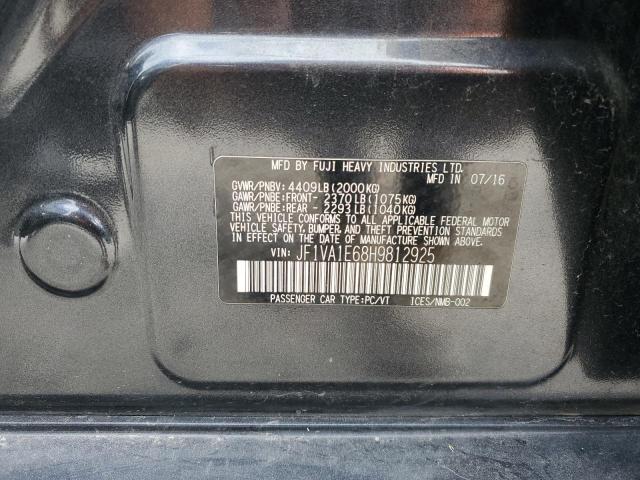 MFD BY FUJI HEAVY INDUSTRIES LTD.
MFD IN 07/16
GVWR/PNBV: 4409LB(2000KG)
GAWR/PNBE:FRONT- 2370LB(1075KG)
GAWR/PNBE:REAR - 2293LB(1040KG)
THIS VEHICLE CONFORMS TO ALL APPLICABLE FEDERAL MOTOR
VEHICLE SAFETY, BUMPER, AND THEFT PREVENTION STANDARDS
IN EFFECT ON THE DATE OF MANUFACTURE SHOWN ABOVE.
VIN: JF1VA1E68H9812925
PASSENGER CAR TYPE:PC/VT ICES/NMB-002